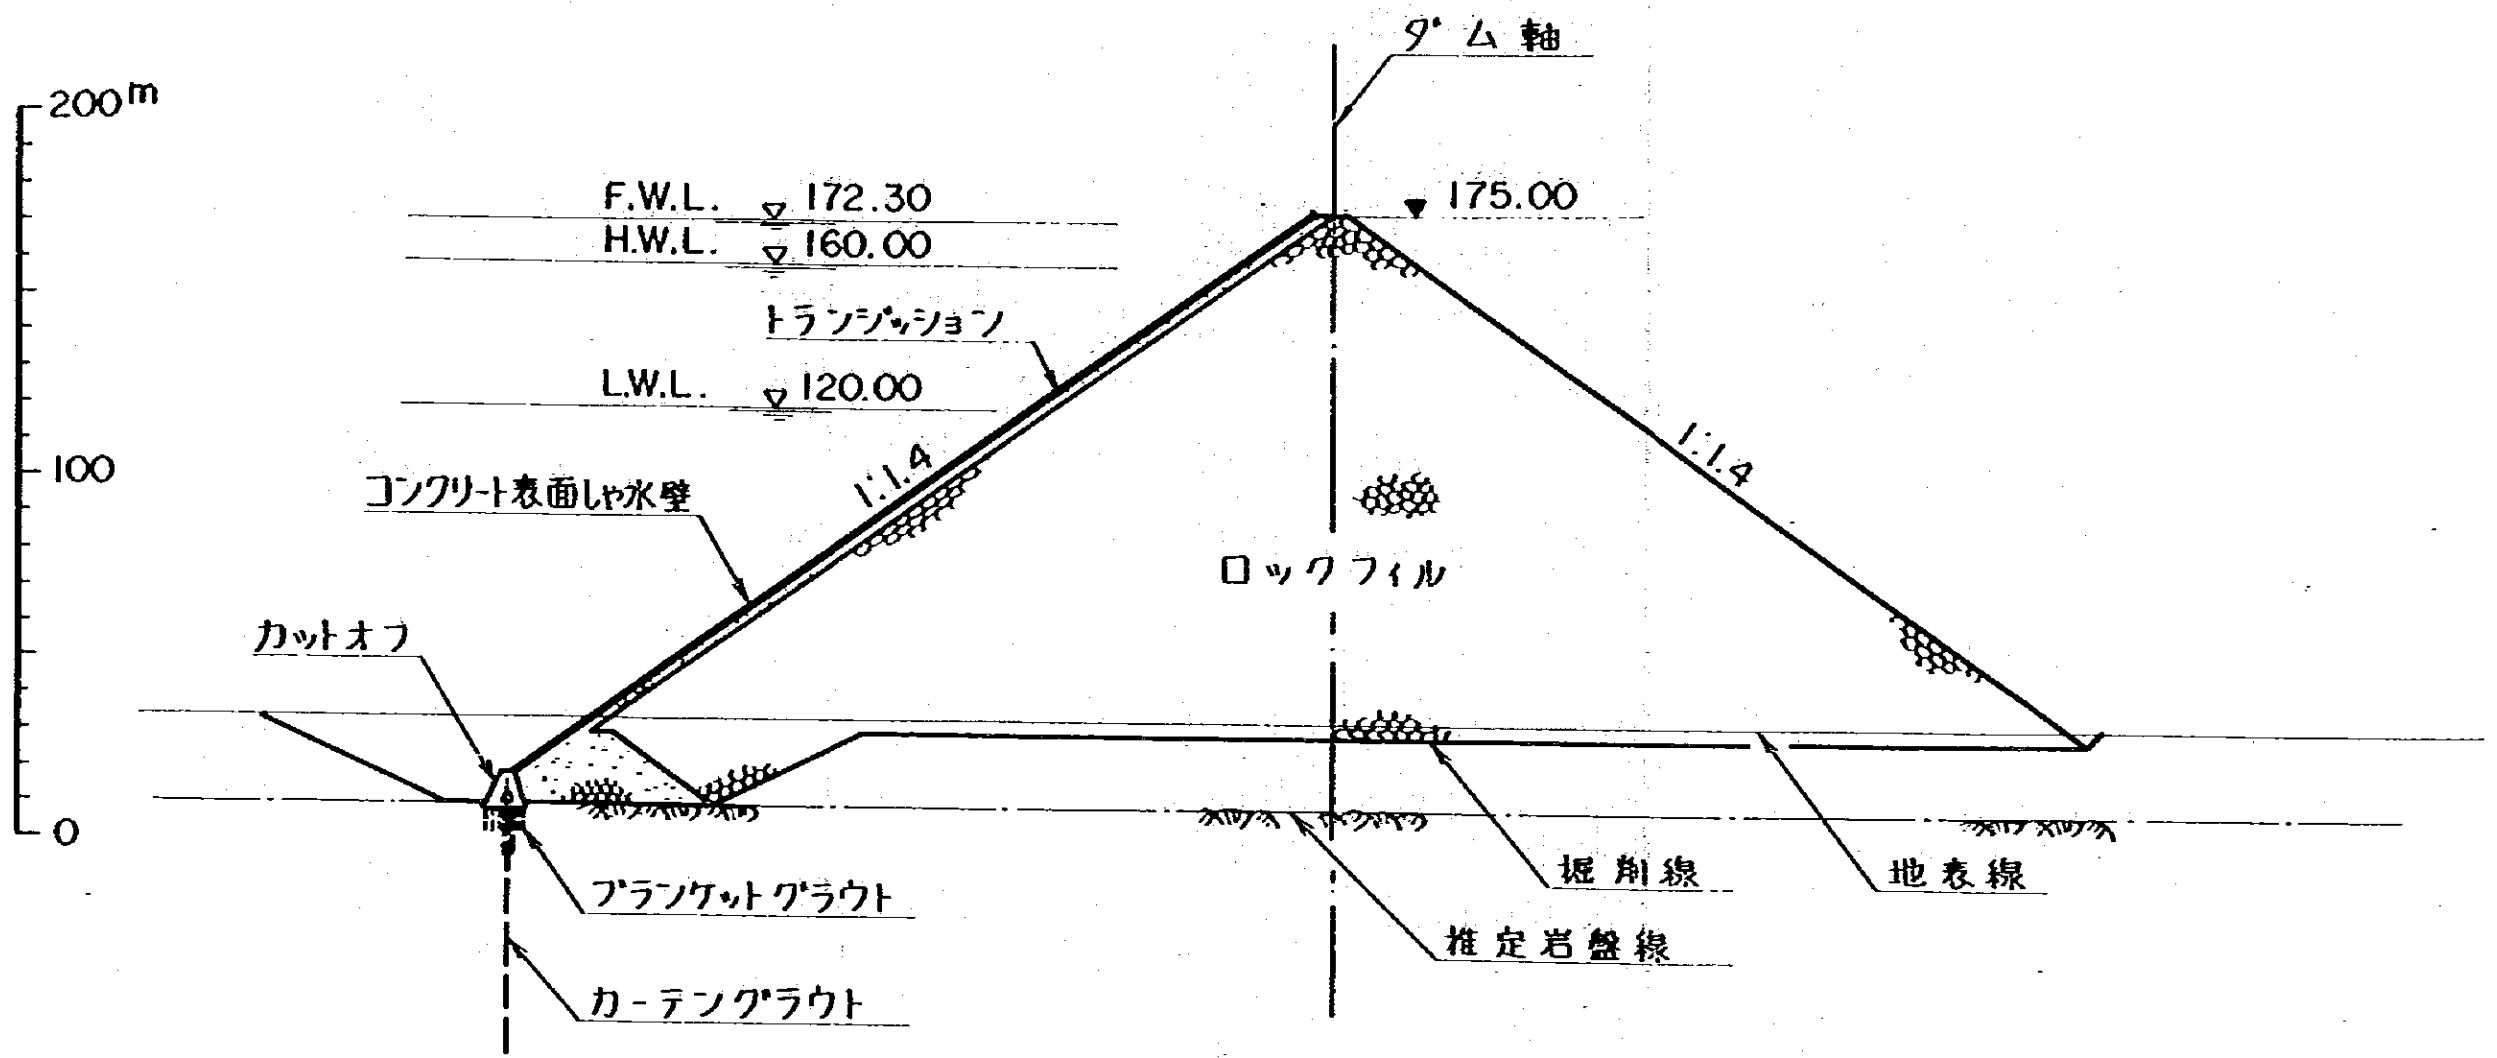 ダム軸
200m
F.W.L. 172.30
175.00
H.W.L. 160.00
トランジッション
L.W.L. 120.00
1:1.4
1:1.4
100
コンクリート表面しゃ水壁
ロックフィル
カットオフ
0
掘削線
地表線
ブランケットグラウト
推定岩盤線
カーテングラウト